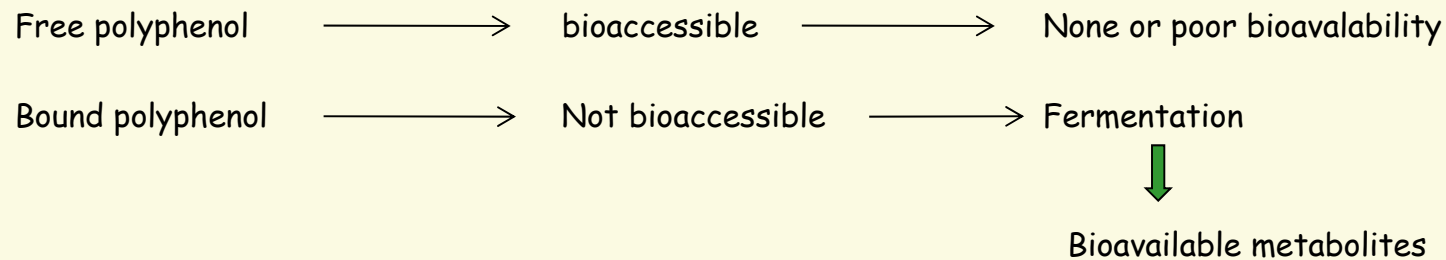 Free polyphenol bioaccessible None or poor bioavalability
Bound polyphenol Not bioaccessible Fermentation
Bioavailable metabolites